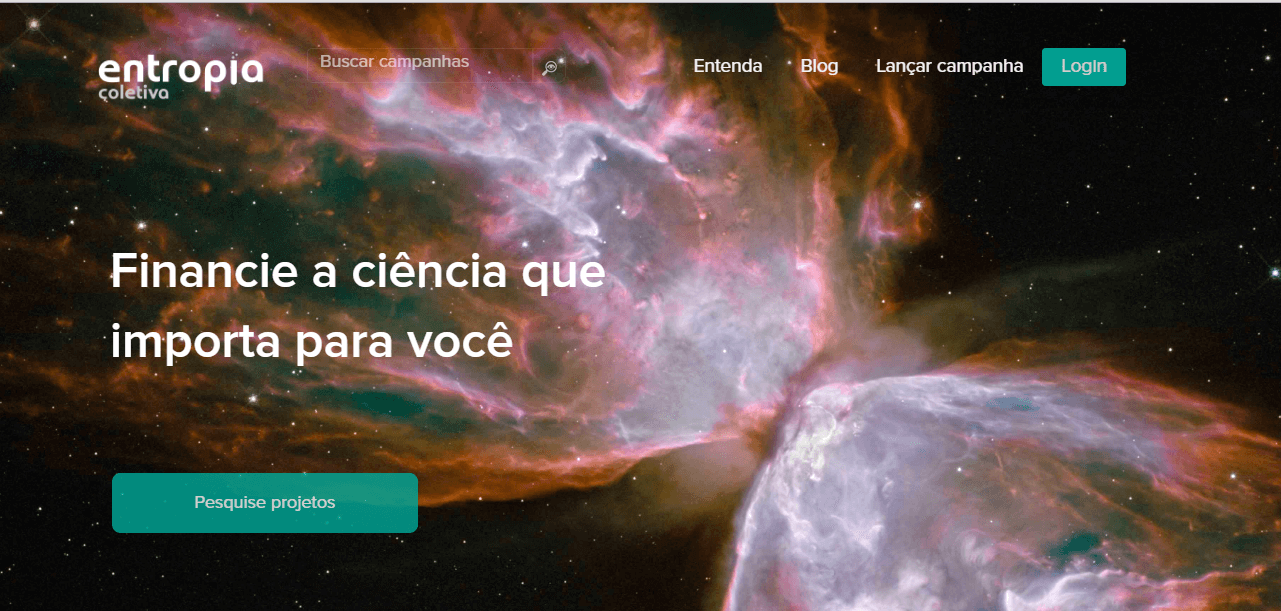 entropia
coletiva
Buscar campanhas
Entenda
Blog
Lançar campanha
Login
Financie a ciência que
importa para você
Pesquise projetos